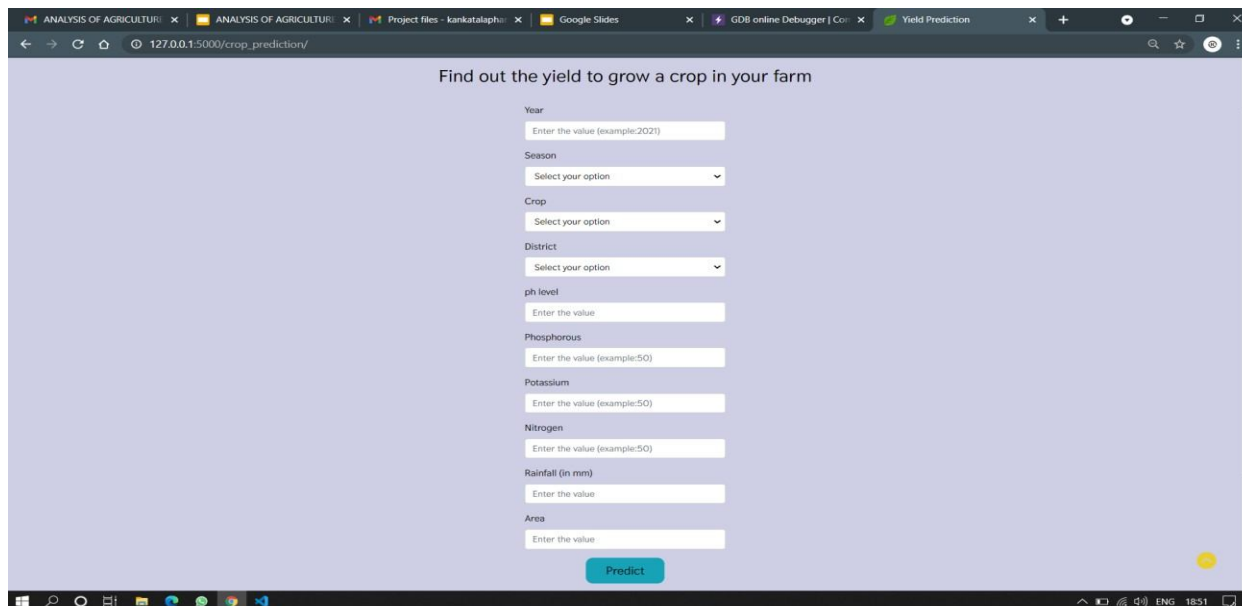 ANALYSIS OF AGRICULTURE
ANALYSIS OF AGRICULTURE
Project files - kankatalaphar
Google Slides
GDB online Debugger | Com
Yield Prediction
127.0.0.1:5000/crop_prediction/
Find out the yield to grow a crop in your farm
Year
Enter the value (example:2021)
Season
Select your option
Crop
Select your option
District
Select your option
ph level
Enter the value
Phosphorous
Enter the value (example:50)
Potassium
Enter the value (example:50)
Nitrogen
Enter the value (example:50)
Rainfall (in mm)
Enter the value
Area
Enter the value
Predict
ENG 18:51